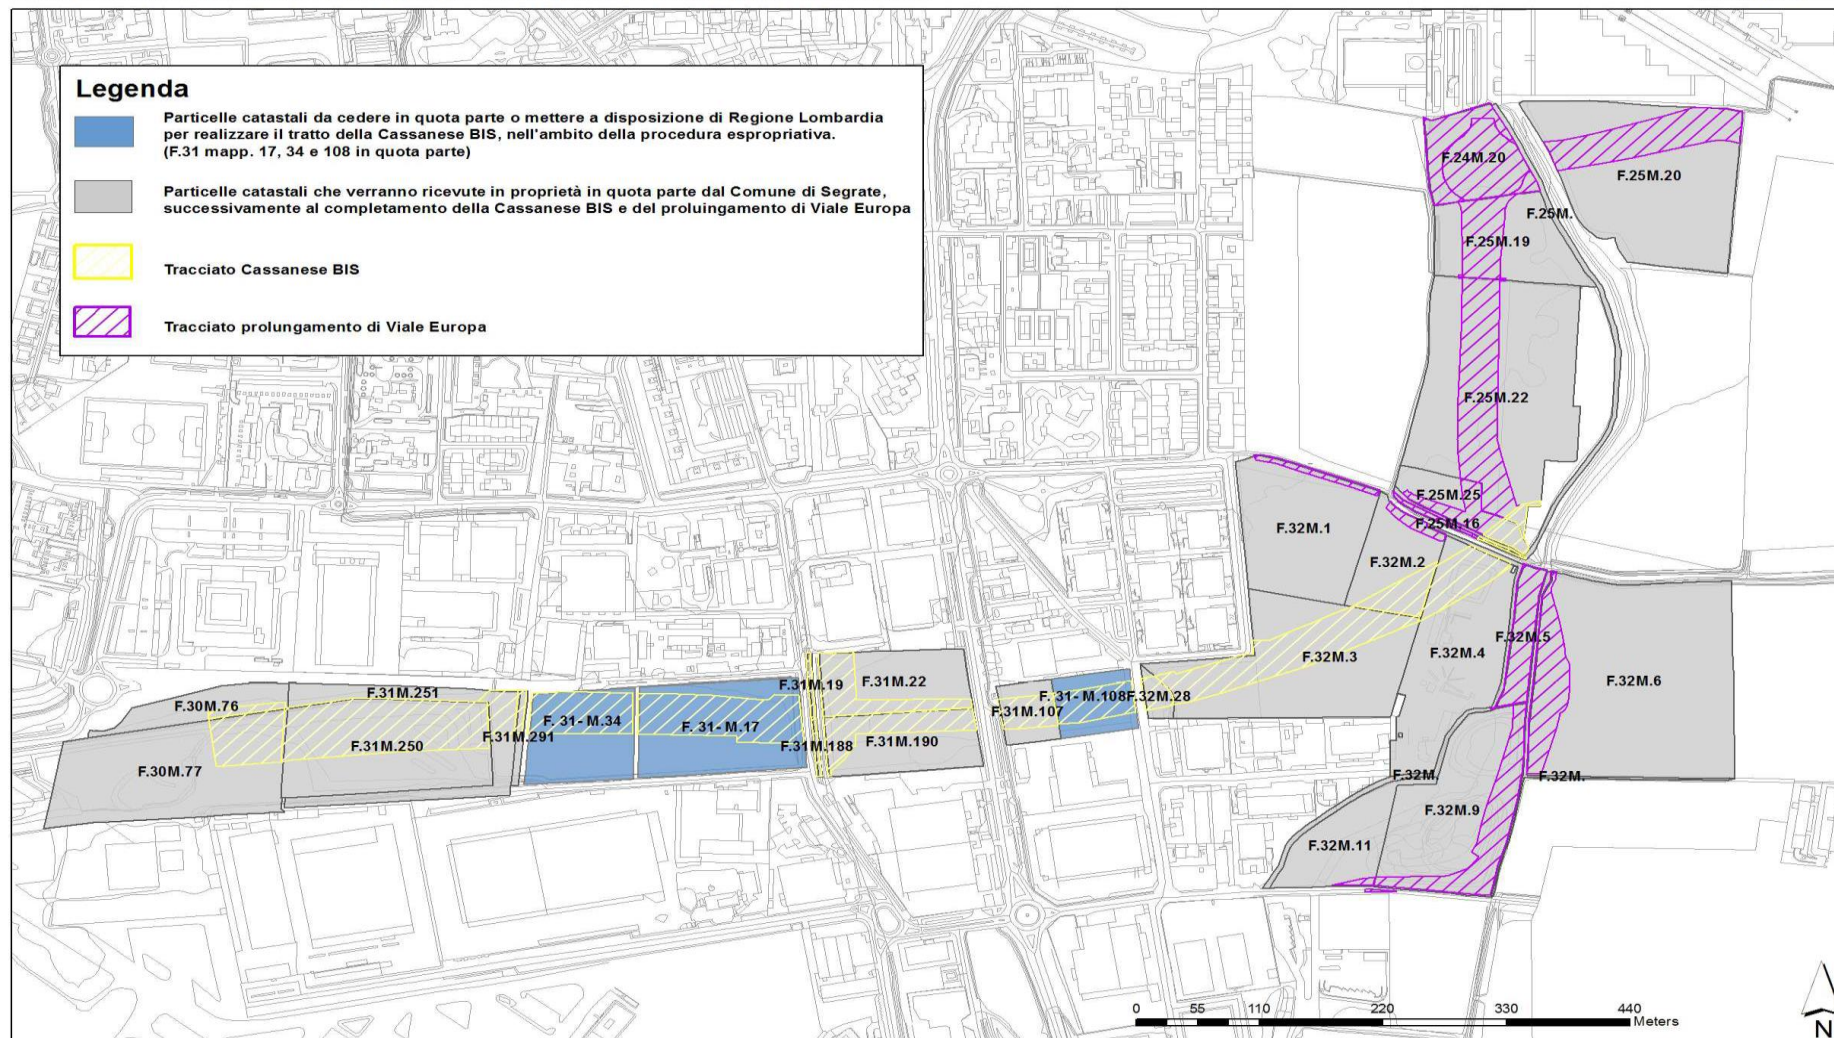 Legenda
Particelle catastali da cedere in quota parte o mettere a disposizione di Regione Lombardia
per realizzare il tratto della Cassanese BIS, nell'ambito della procedura espropriativa.
(F.31 mapp. 17, 34 e 108 in quota parte)
Particelle catastali che verranno ricevute in proprietà in quota parte dal Comune di Segrate,
successivamente al completamento della Cassanese BIS e del proluingamento di Viale Europa
Tracciato Cassanese BIS
Tracciato prolungamento di Viale Europa
F.24M.20
F.25M.20
F.25M.
F.25M.19
F.25M.22
F.25M.25
F.25M.16
F.32M.1
F.32M.2
F.32M.5
F.32M.4
F.32M.3
F.32M.6
F.31M.19
F.31M.22
F.31M.251
F.30M.76
F. 31- M.108
F.32M.28
F.31M.107
F. 31- M.34
F. 31- M.17
F.31M.291
F.31M.250
F.31M.188
F.31M.190
F.30M.77
F.32M.
F.32M.
F.32M.9
F.32M.11
0 55 110 220 330 440
Meters
N